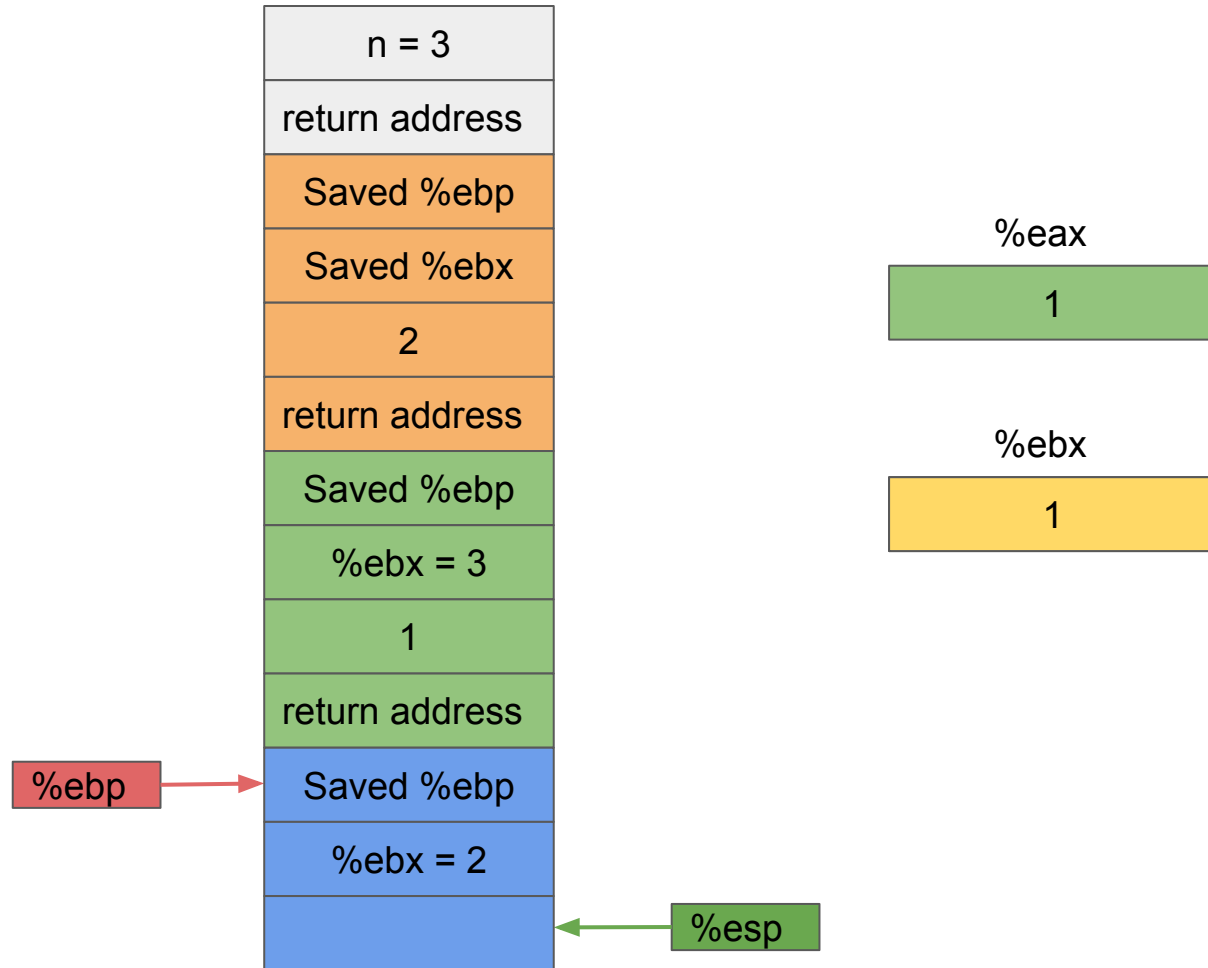 n = 3
return address
Saved %ebp
Saved %ebx
2
return address
Saved %ebp
%ebx = 3
1
return address
Saved %ebp
%ebx = 2
%ebp
%esp
%eax
1
%ebx
1